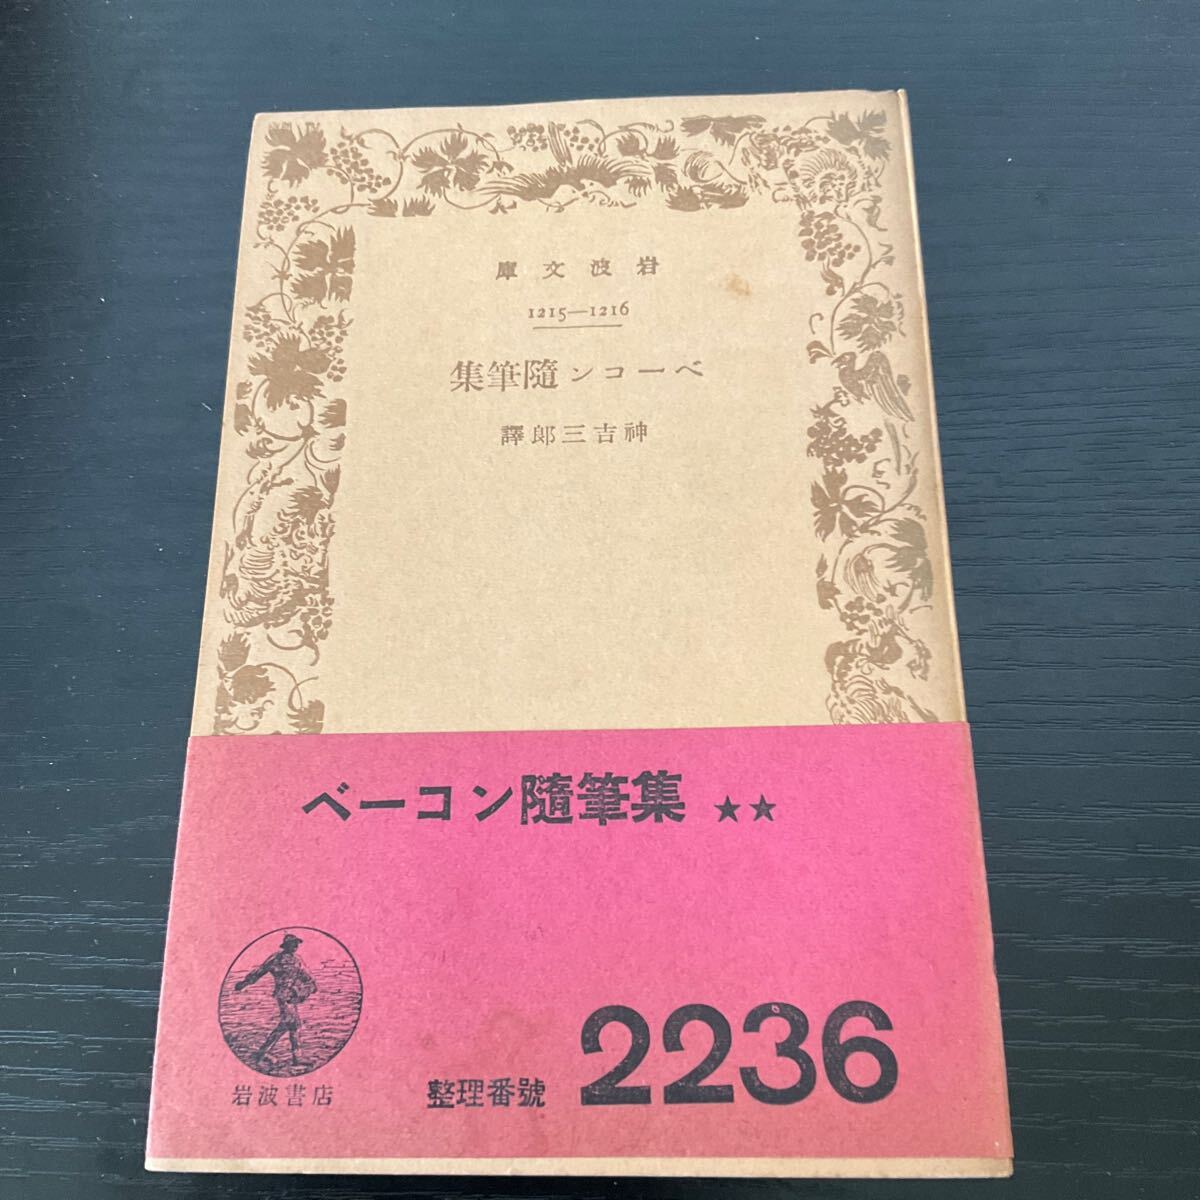 岩波文庫
1215—1216
ベーコン隨筆集
神吉三郎譯
ベーコン隨筆集 ★★
岩波書店
整理番號 2236